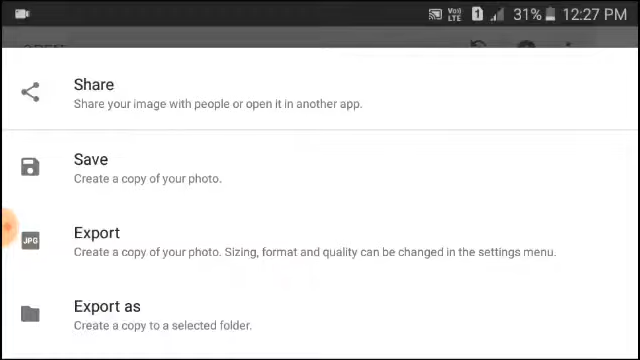 VoLTE 1 31% 12:27 PM
Share
Share your image with people or open it in another app.
Save
Create a copy of your photo.
JPG
Export
Create a copy of your photo. Sizing, format and quality can be changed in the settings menu.
Export as
Create a copy to a selected folder.